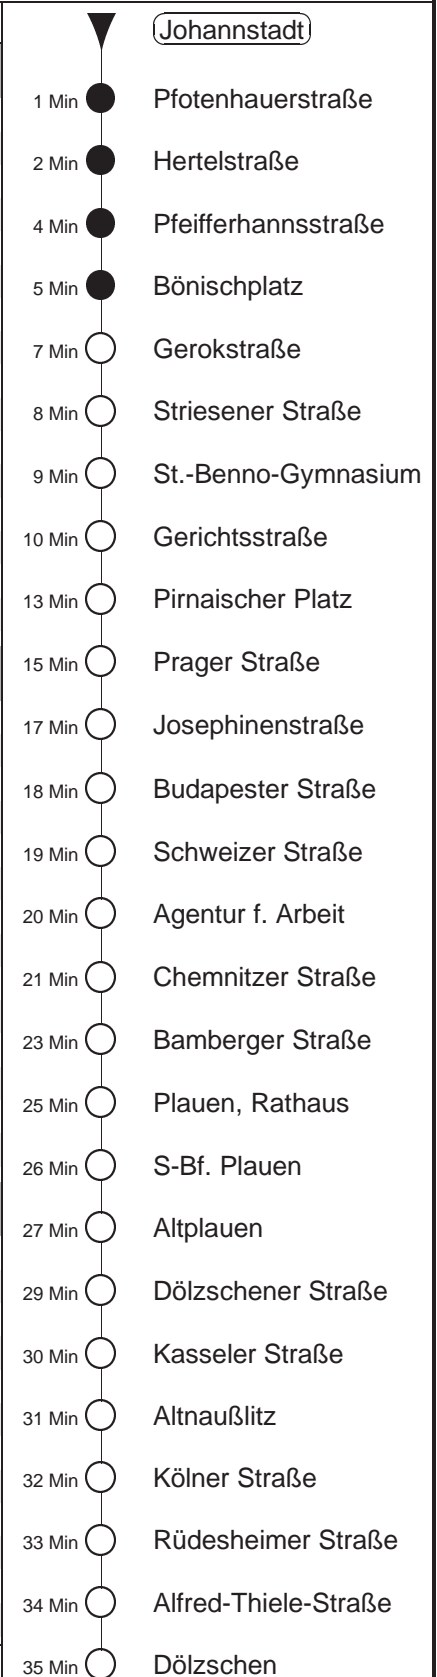 Johannstadt
1 Min Pfotenhauerstraße
2 Min Hertelstraße
4 Min Pfeifferhannsstraße
5 Min Bönischplatz
7 Min Gerokstraße
8 Min Striesener Straße
9 Min St.-Benno-Gymnasium
10 Min Gerichtsstraße
13 Min Pirnaischer Platz
15 Min Prager Straße
17 Min Josephinenstraße
18 Min Budapester Straße
19 Min Schweizer Straße
20 Min Agentur f. Arbeit
21 Min Chemnitzer Straße
23 Min Bamberger Straße
25 Min Plauen, Rathaus
26 Min S-Bf. Plauen
27 Min Altplauen
29 Min Dölzschener Straße
30 Min Kasseler Straße
31 Min Altnaußlitz
32 Min Kölner Straße
33 Min Rüdesheimer Straße
34 Min Alfred-Thiele-Straße
35 Min Dölzschen